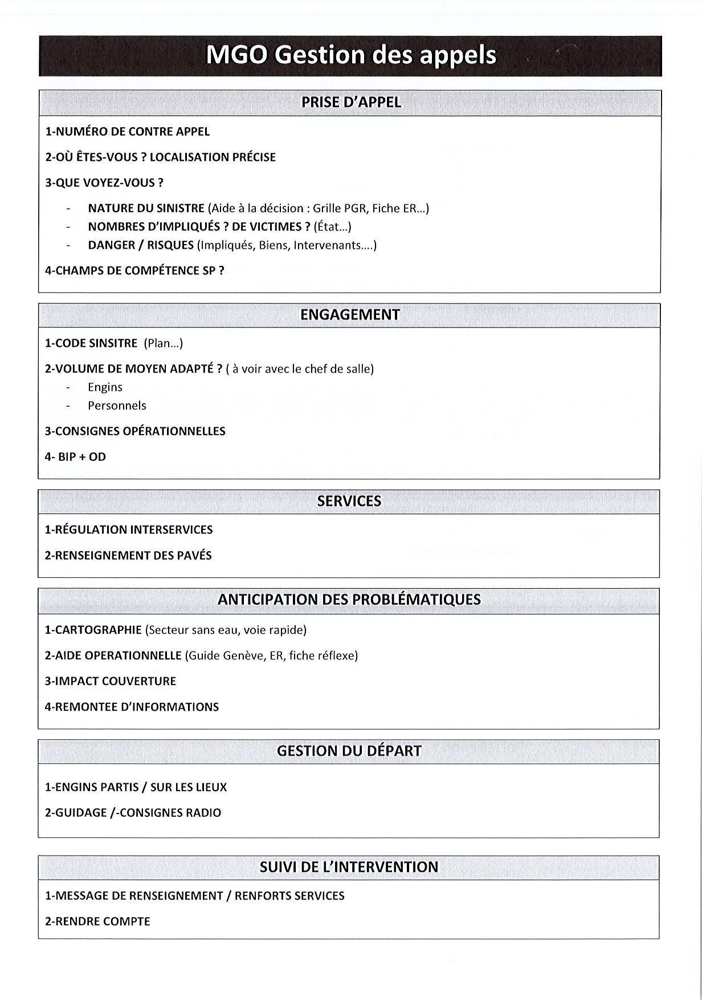 MGO Gestion des appels
PRISE D’APPEL
1-NUMÉRO DE CONTRE APPEL
2-OÙ ÊTES-VOUS ? LOCALISATION PRÉCISE
3-QUE VOYEZ-VOUS ?
- NATURE DU SINISTRE (Aide à la décision : Grille PGR, Fiche ER...)
- NOMBRES D’IMPLIQUÉS ? DE VICTIMES ? (État...)
- DANGER / RISQUES (Impliqués, Biens, Intervenants....)
4-CHAMPS DE COMPÉTENCE SP ?
ENGAGEMENT
1-CODE SINSITRE (Plan...)
2-VOLUME DE MOYEN ADAPTÉ ? ( à voir avec le chef de salle)
- Engins
- Personnels
3-CONSIGNES OPÉRATIONNELLES
4- BIP + OD
SERVICES
1-RÉGULATION INTERSERVICES
2-RENSEIGNEMENT DES PAVÉS
ANTICIPATION DES PROBLÉMATIQUES
1-CARTOGRAPHIE (Secteur sans eau, voie rapide)
2-AIDE OPERATIONNELLE (Guide Genève, ER, fiche réflexe)
3-IMPACT COUVERTURE
4-REMONTEE D’INFORMATIONS
GESTION DU DÉPART
1-ENGINS PARTIS / SUR LES LIEUX
2-GUIDAGE /-CONSIGNES RADIO
SUIVI DE L’INTERVENTION
1-MESSAGE DE RENSEIGNEMENT / RENFORTS SERVICES
2-RENDRE COMPTE